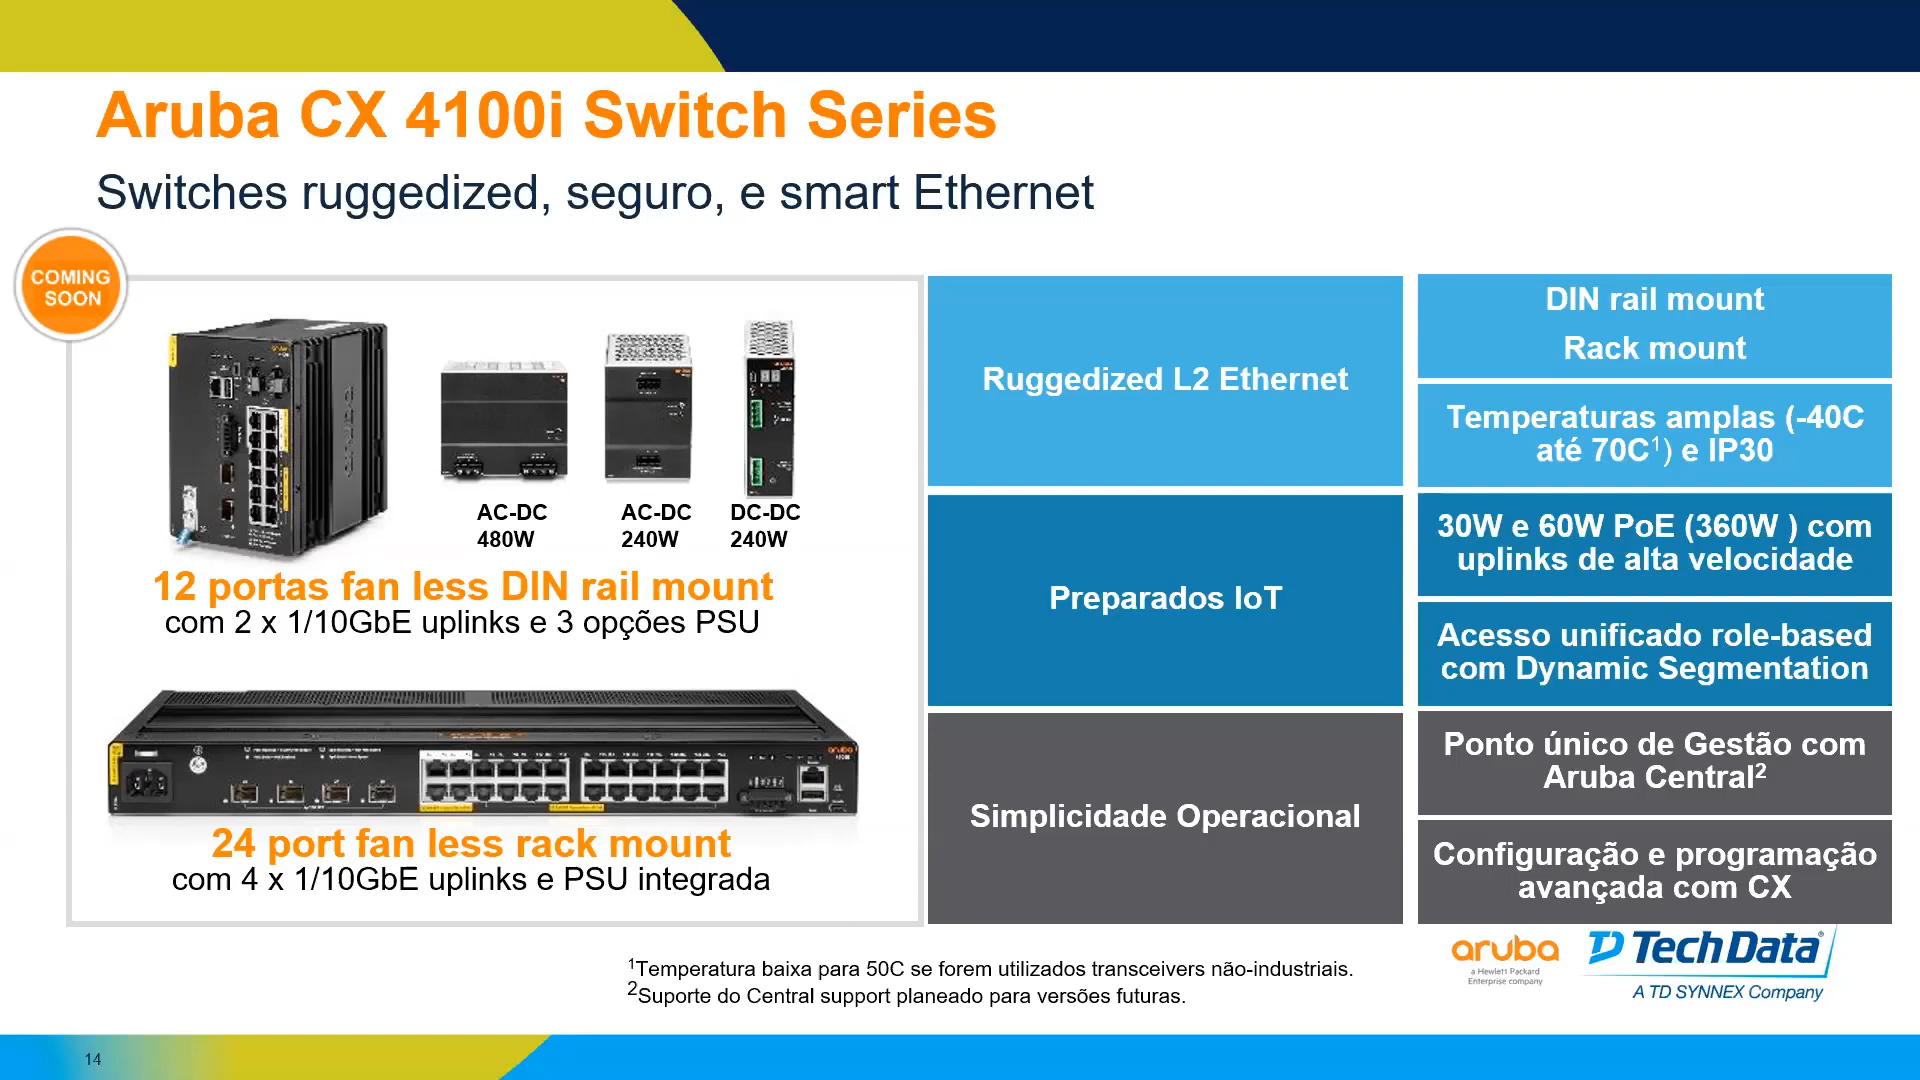 Aruba CX 4100i Switch Series
Switches ruggedized, seguro, e smart Ethernet
COMING
SOON
AC-DC
480W
AC-DC
240W
DC-DC
240W
12 portas fan less DIN rail mount
com 2 x 1/10GbE uplinks e 3 opções PSU
24 port fan less rack mount
com 4 x 1/10GbE uplinks e PSU integrada
Ruggedized L2 Ethernet
Preparados IoT
Simplicidade Operacional
DIN rail mount
Rack mount
Temperaturas amplas (-40C
até 70C¹) e IP30
30W e 60W PoE (360W ) com
uplinks de alta velocidade
Acesso unificado role-based
com Dynamic Segmentation
Ponto único de Gestão com
Aruba Central²
Configuração e programação
avançada com CX
¹Temperatura baixa para 50C se forem utilizados transceivers não-industriais.
²Suporte do Central support planeado para versões futuras.
aruba
a Hewlett Packard
Enterprise company
TD TechData®
A TD SYNNEX Company
14